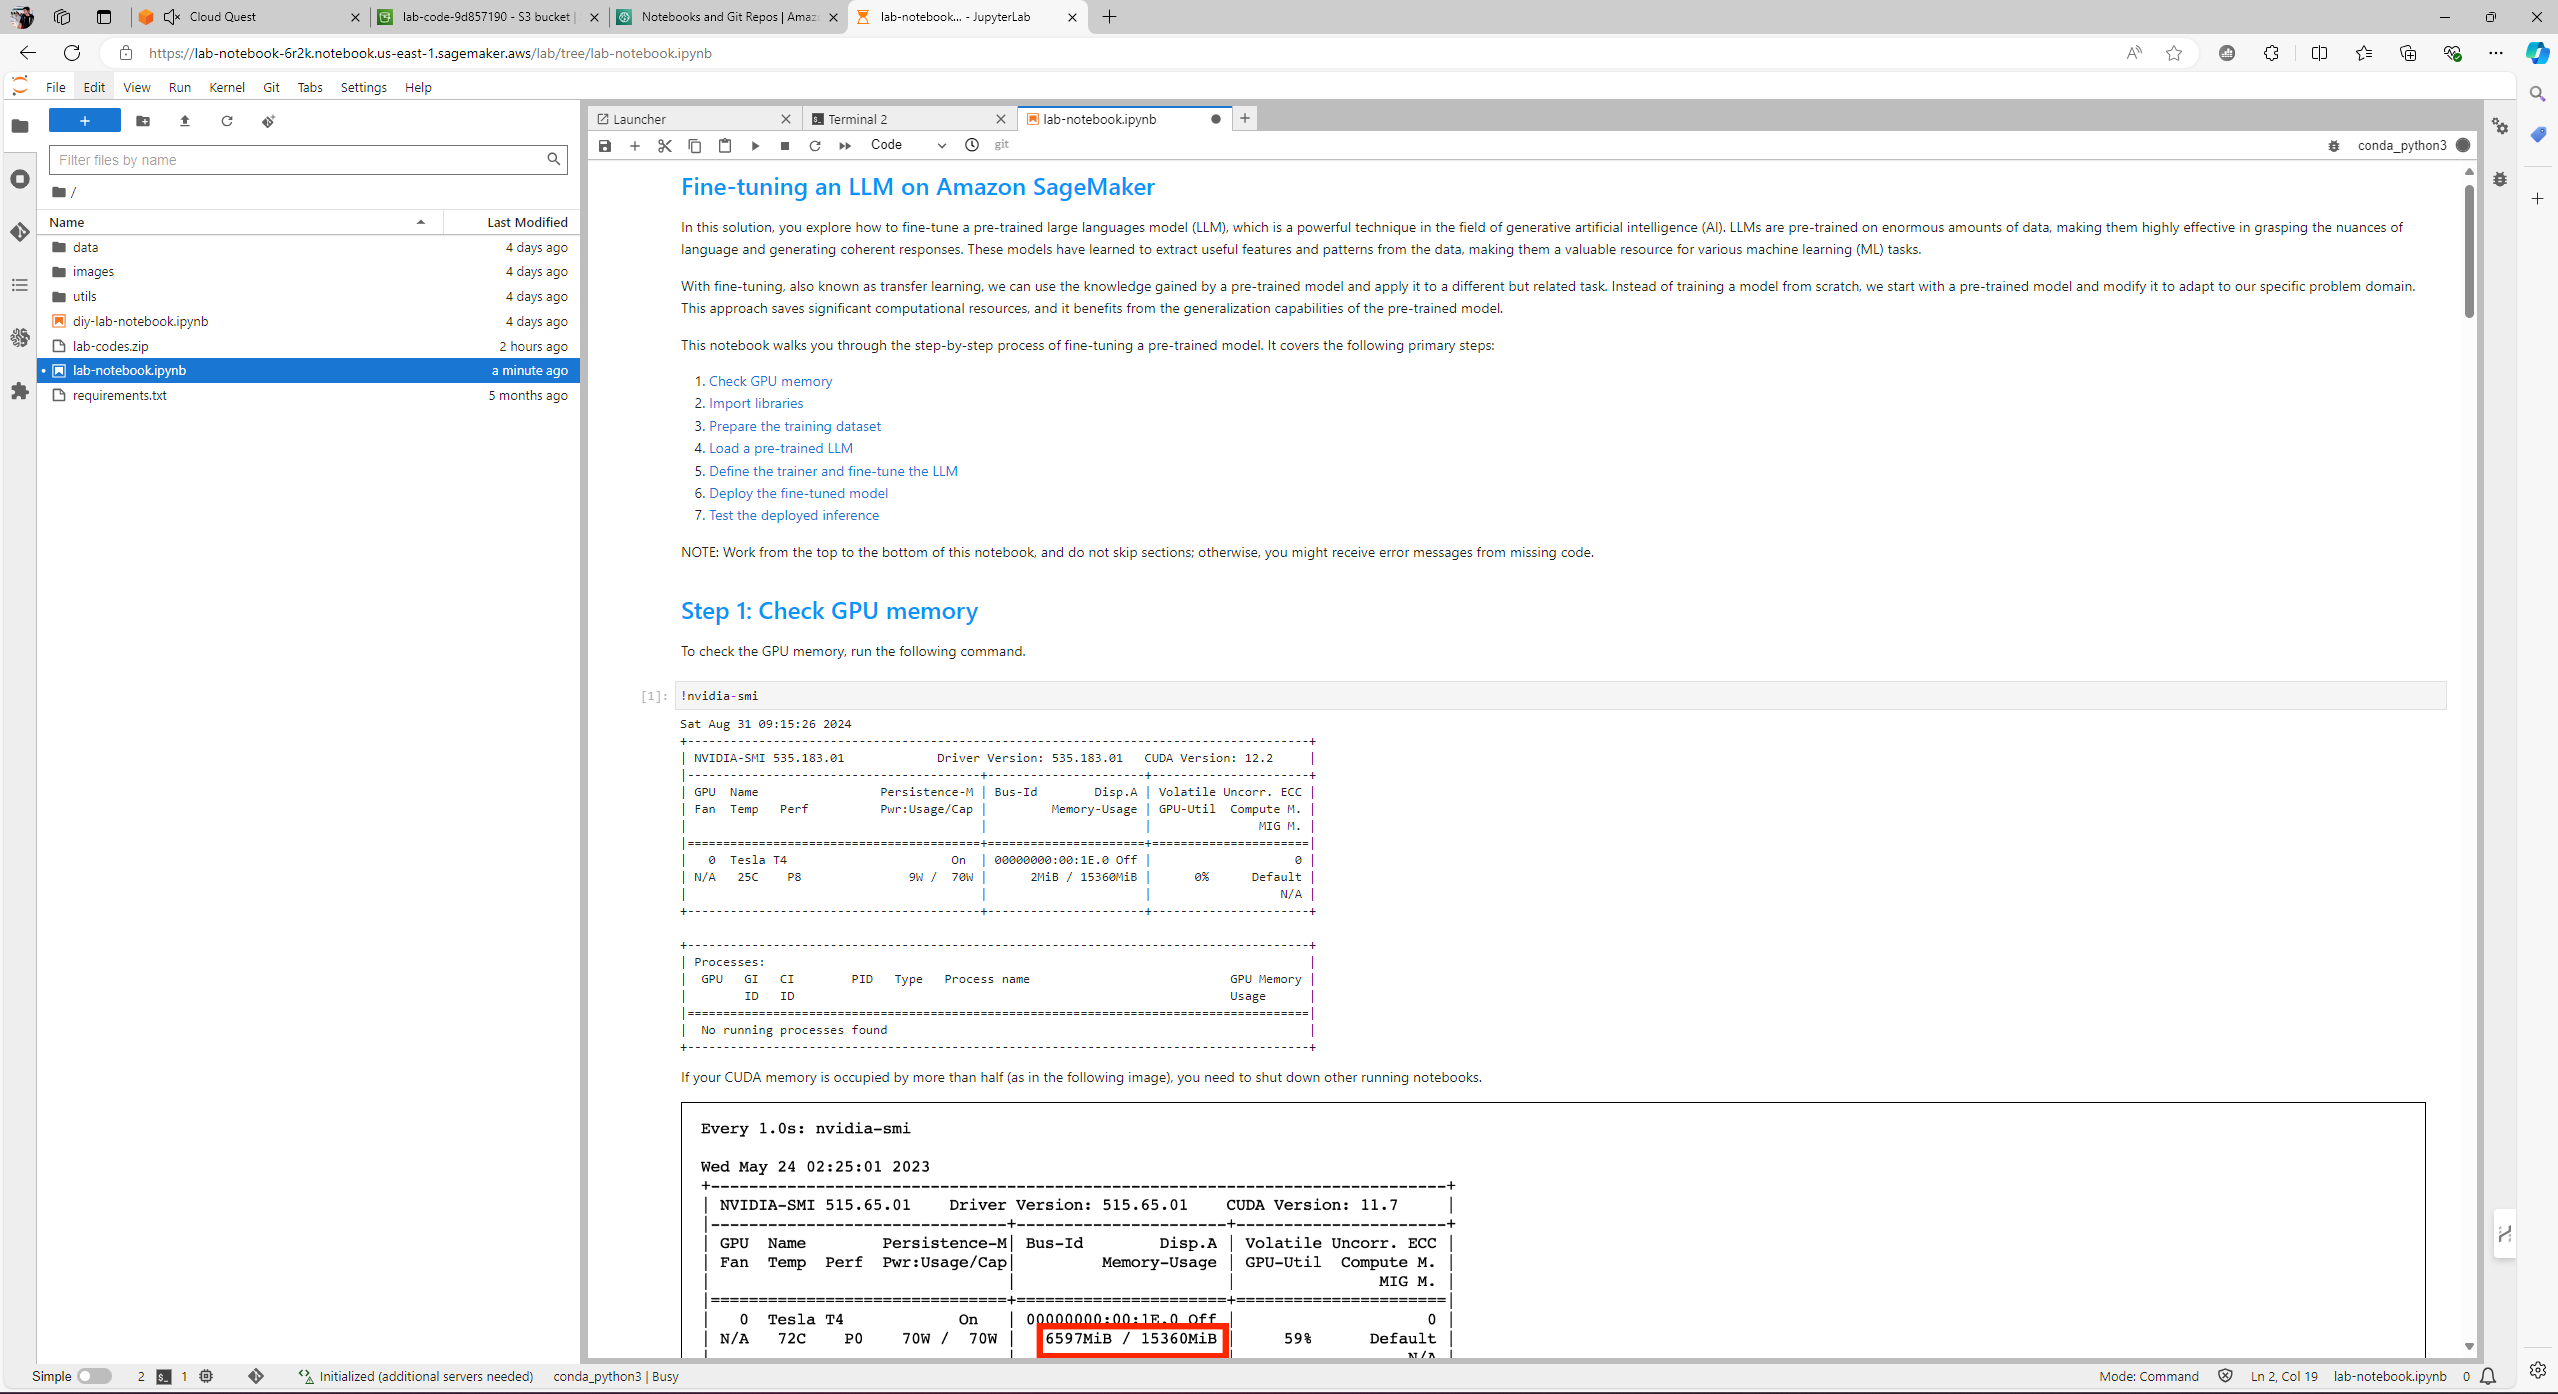 Cloud Quest
lab-code-9d857190 - S3 bucket |
Notebooks and Git Repos | Amaz
lab-notebook... - JupyterLab
https://lab-notebook-6r2k.notebook.us-east-1.sagemaker.aws/lab/tree/lab-notebook.ipynb
File Edit View Run Kernel Git Tabs Settings Help
Launcher
Terminal 2
lab-notebook.ipynb
Code
git
conda_python3
Filter files by name
/
Name Last Modified
data 4 days ago
images 4 days ago
utils 4 days ago
diy-lab-notebook.ipynb 4 days ago
lab-codes.zip 2 hours ago
lab-notebook.ipynb a minute ago
requirements.txt 5 months ago
Fine-tuning an LLM on Amazon SageMaker
In this solution, you explore how to fine-tune a pre-trained large languages model (LLM), which is a powerful technique in the field of generative artificial intelligence (AI). LLMs are pre-trained on enormous amounts of data, making them highly effective in grasping the nuances of
language and generating coherent responses. These models have learned to extract useful features and patterns from the data, making them a valuable resource for various machine learning (ML) tasks.
With fine-tuning, also known as transfer learning, we can use the knowledge gained by a pre-trained model and apply it to a different but related task. Instead of training a model from scratch, we start with a pre-trained model and modify it to adapt to our specific problem domain.
This approach saves significant computational resources, and it benefits from the generalization capabilities of the pre-trained model.
This notebook walks you through the step-by-step process of fine-tuning a pre-trained model. It covers the following primary steps:
1. Check GPU memory
2. Import libraries
3. Prepare the training dataset
4. Load a pre-trained LLM
5. Define the trainer and fine-tune the LLM
6. Deploy the fine-tuned model
7. Test the deployed inference
NOTE: Work from the top to the bottom of this notebook, and do not skip sections; otherwise, you might receive error messages from missing code.
Step 1: Check GPU memory
To check the GPU memory, run the following command.
[1]: !nvidia-smi
Sat Aug 31 09:15:26 2024
NVIDIA-SMI 535.183.01 Driver Version: 535.183.01 CUDA Version: 12.2
GPU Name Persistence-M | Bus-Id Disp.A | Volatile Uncorr. ECC
Fan Temp Perf Pwr:Usage/Cap | Memory-Usage | GPU-Util Compute M.
MIG M.
0 Tesla T4 On | 00000000:00:1E.0 Off | 0
N/A 25C P8 9W / 70W | 2MiB / 15360MiB | 0% Default
N/A
Processes:
GPU GI CI PID Type Process name GPU Memory
ID ID Usage
No running processes found
If your CUDA memory is occupied by more than half (as in the following image), you need to shut down other running notebooks.
Every 1.0s: nvidia-smi
Wed May 24 02:25:01 2023
NVIDIA-SMI 515.65.01 Driver Version: 515.65.01 CUDA Version: 11.7
GPU Name Persistence-M| Bus-Id Disp.A | Volatile Uncorr. ECC
Fan Temp Perf Pwr:Usage/Cap| Memory-Usage | GPU-Util Compute M.
MIG M.
0 Tesla T4 On | 00000000:00:1E.0 Off | 0
N/A 72C P0 70W / 70W | 6597MiB / 15360MiB | 59% Default
N/A
Simple 2 1 Initialized (additional servers needed) conda_python3 | Busy Mode: Command Ln 2, Col 19 lab-notebook.ipynb 0